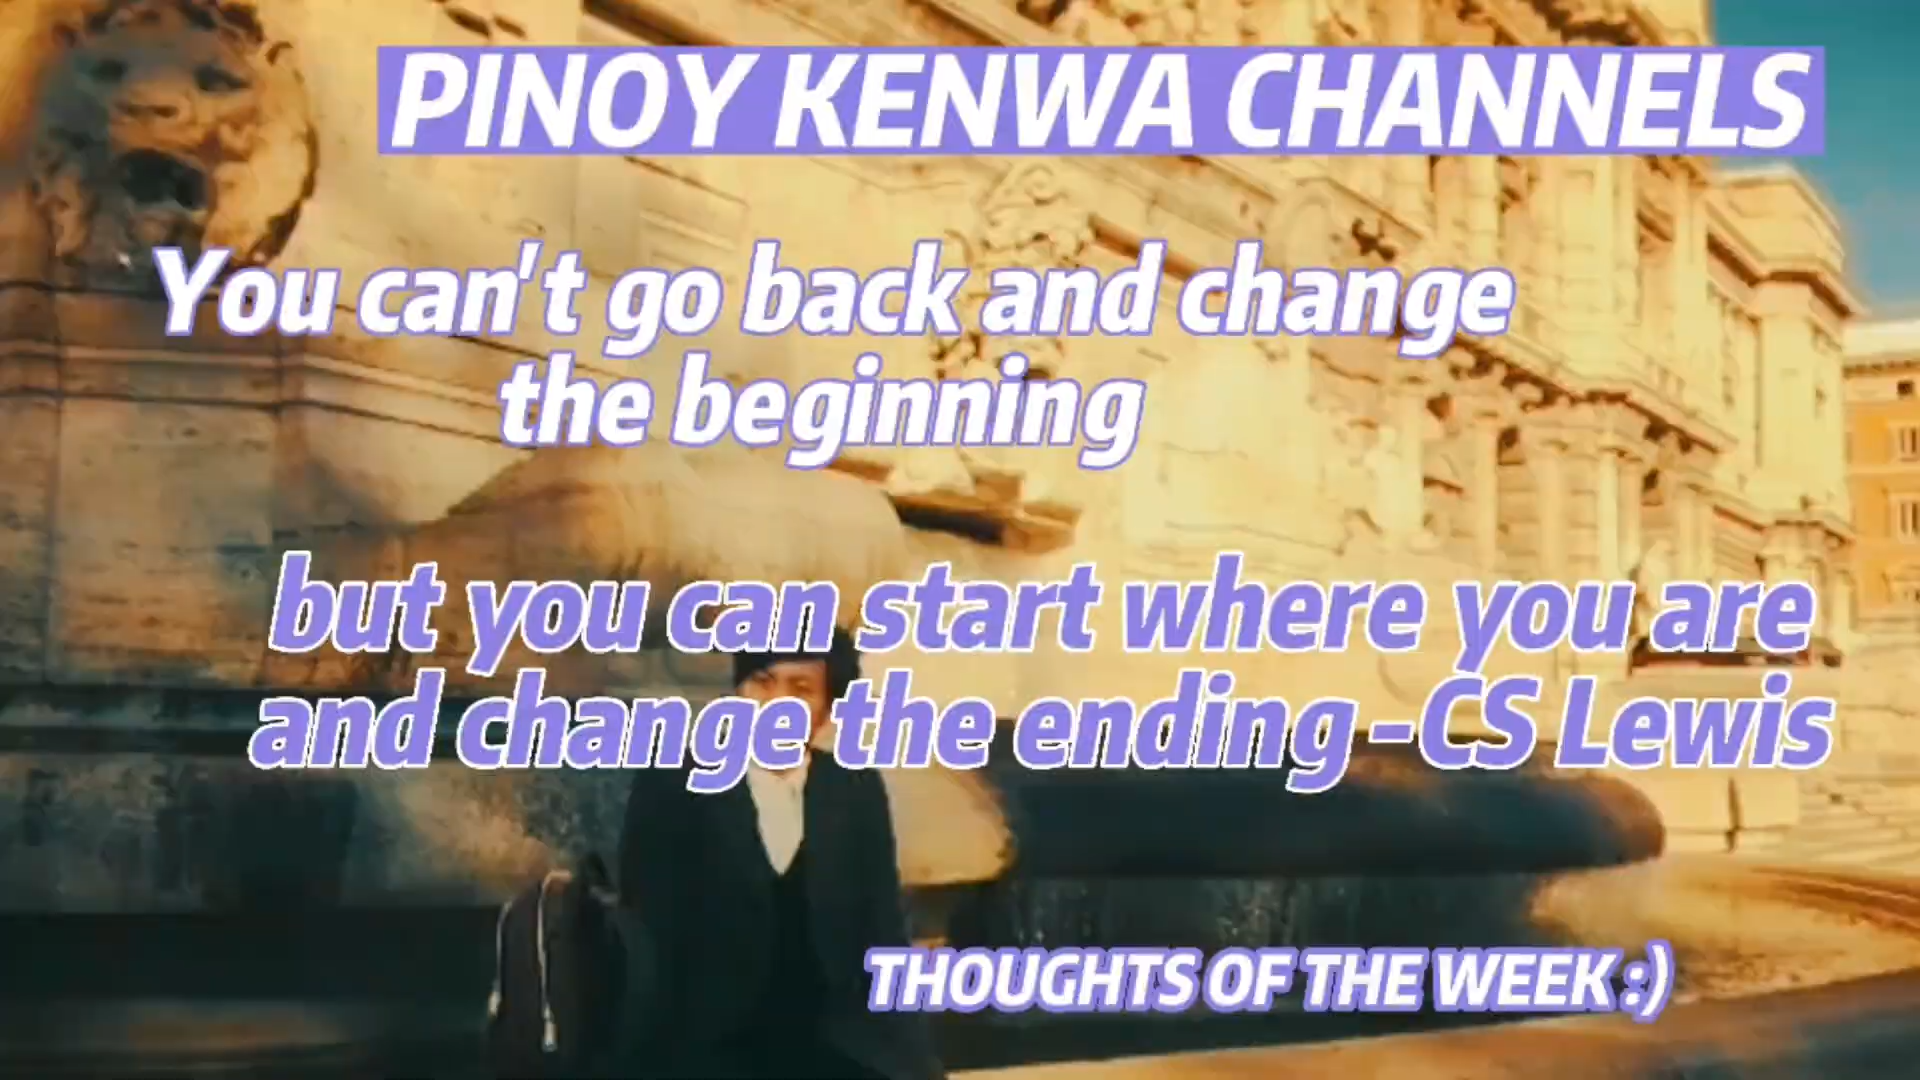 PINOY KENWA CHANNELS
You can't go back and change
the beginning
but you can start where you are
and change the ending -CS Lewis
THOUGHTS OF THE WEEK :)